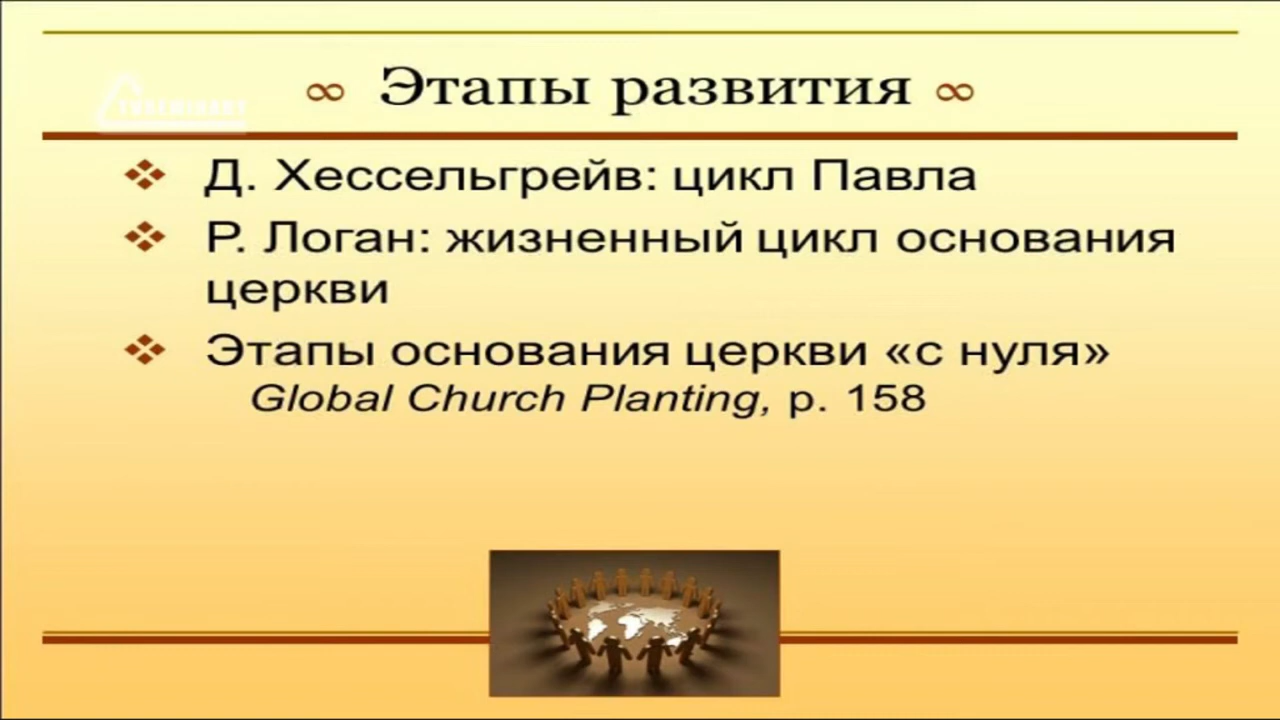 ∞ Этапы развития ∞
Д. Хессельгрейв: цикл Павла
Р. Логан: жизненный цикл основания
церкви
Этапы основания церкви «с нуля»
Global Church Planting, p. 158